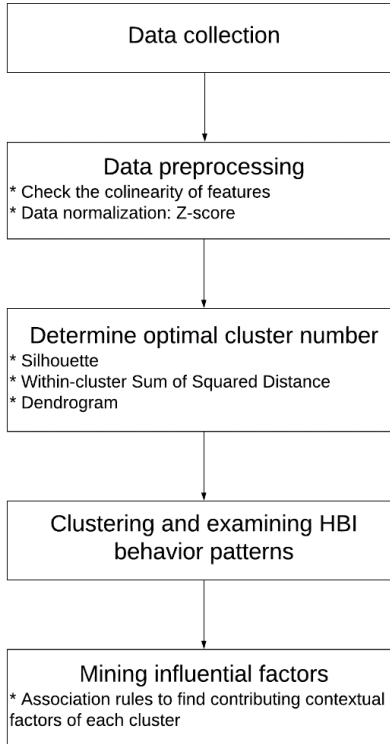 Data collection
Data preprocessing
* Check the colinearity of features
* Data normalization: Z-score
Determine optimal cluster number
* Silhouette
* Within-cluster Sum of Squared Distance
* Dendrogram
Clustering and examining HBI
behavior patterns
Mining influential factors
* Association rules to find contributing contextual
factors of each cluster